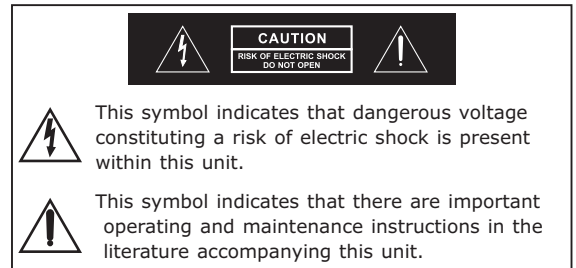 CAUTION
RISK OF ELECTRIC SHOCK
DO NOT OPEN
This symbol indicates that dangerous voltage
constituting a risk of electric shock is present
within this unit.
This symbol indicates that there are important
operating and maintenance instructions in the
literature accompanying this unit.